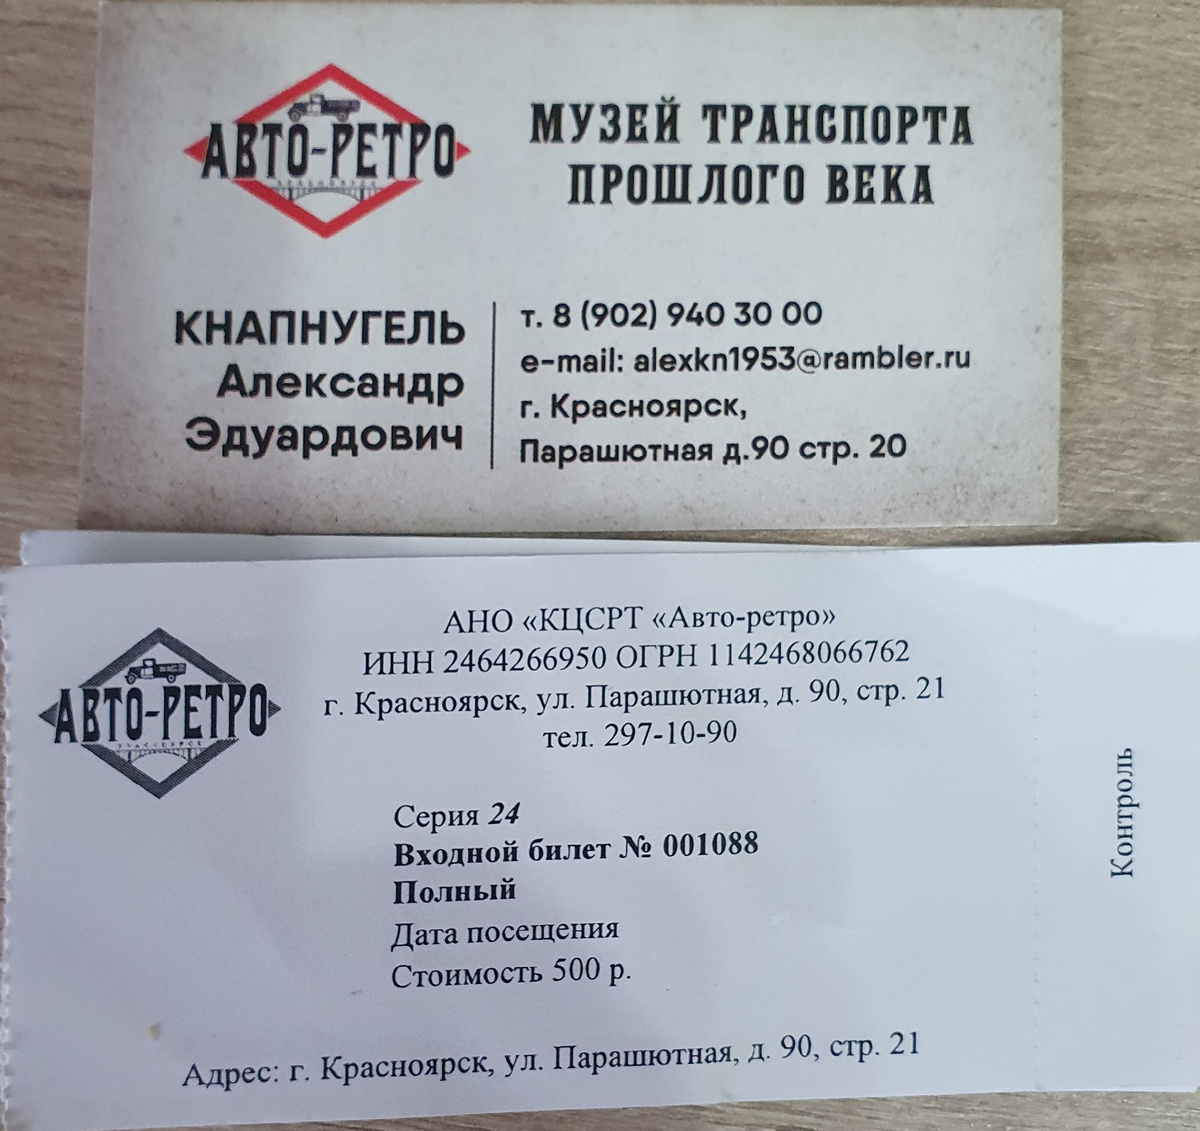 АВТО-РЕТРО
КРАСНОЯРСК
МУЗЕЙ ТРАНСПОРТА
ПРОШЛОГО ВЕКА
КНАПНУГЕЛЬ
Александр
Эдуардович
т. 8 (902) 940 30 00
e-mail: alexkn1953@rambler.ru
г. Красноярск,
Парашютная д.90 стр. 20
АНО «КЦСРТ «Авто-ретро»
ИНН 2464266950 ОГРН 1142468066762
г. Красноярск, ул. Парашютная, д. 90, стр. 21
тел. 297-10-90
АВТО-РЕТРО
КРАСНОЯРСК
Серия 24
Входной билет № 001088
Полный
Дата посещения
Стоимость 500 р.
Контроль
Адрес: г. Красноярск, ул. Парашютная, д. 90, стр. 21